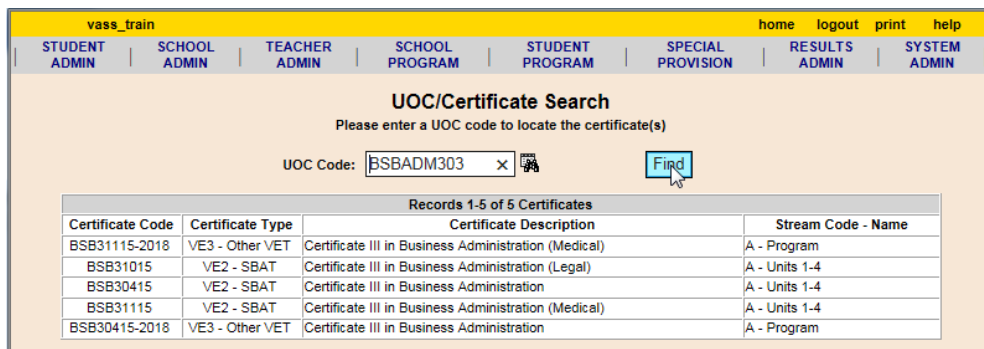 vass_train home logout print help
STUDENT ADMIN | SCHOOL ADMIN | TEACHER ADMIN | SCHOOL PROGRAM | STUDENT PROGRAM | SPECIAL PROVISION | RESULTS ADMIN | SYSTEM ADMIN
UOC/Certificate Search
Please enter a UOC code to locate the certificate(s)
UOC Code: BSBADM303 × Find
Records 1-5 of 5 Certificates
Certificate Code Certificate Type Certificate Description Stream Code - Name
BSB31115-2018 VE3 - Other VET Certificate III in Business Administration (Medical) A - Program
BSB31015 VE2 - SBAT Certificate III in Business Administration (Legal) A - Units 1-4
BSB30415 VE2 - SBAT Certificate III in Business Administration A - Units 1-4
BSB31115 VE2 - SBAT Certificate III in Business Administration (Medical) A - Units 1-4
BSB30415-2018 VE3 - Other VET Certificate III in Business Administration A - Program